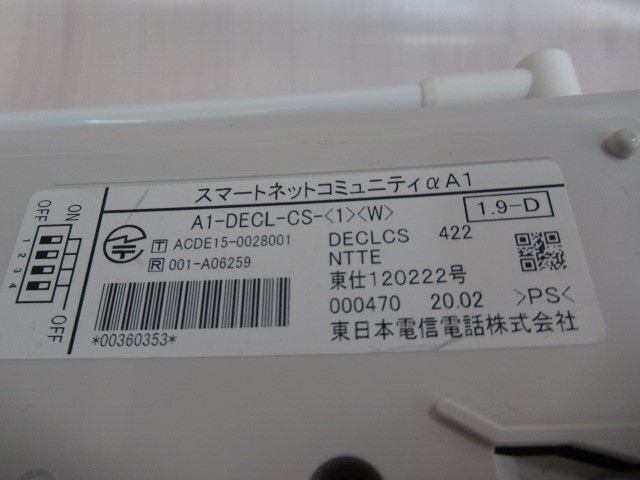 スマートネットコミュニティαA1
A1-DECL-CS-<1><W>
1.9-D
T ACDE15-0028001
R 001-A06259
DECLCS 422
NTTE
東仕120222号
000470 20.02 >PS<
東日本電信電話株式会社
*00360353*
OFF ON
1
2
3
4
OFF